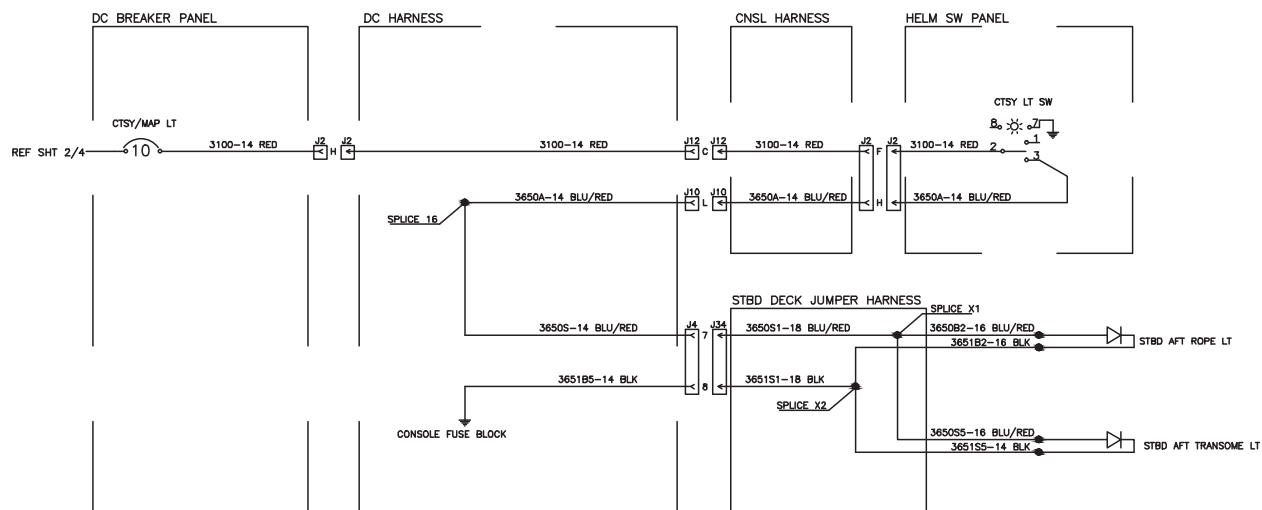 DC BREAKER PANEL
DC HARNESS
CNSL HARNESS
HELM SW PANEL
CTSY/MAP LT
CTSY LT SW
8 7
1
REF SHT 2/4
10
3100-14 RED
J2 H J2
3100-14 RED
J12 C J12
3100-14 RED
J2 F J2
3100-14 RED
2
3
SPLICE 16
3650A-14 BLU/RED
J10 L J10
3650A-14 BLU/RED
H
3650A-14 BLU/RED
STBD DECK JUMPER HARNESS
SPLICE X1
3650S-14 BLU/RED
J4 7 J34
3650S1-18 BLU/RED
3650B2-16 BLU/RED
3651B2-16 BLK
STBD AFT ROPE LT
3651B5-14 BLK
8
3651S1-18 BLK
SPLICE X2
CONSOLE FUSE BLOCK
3650S5-16 BLU/RED
3651S5-14 BLK
STBD AFT TRANSOME LT